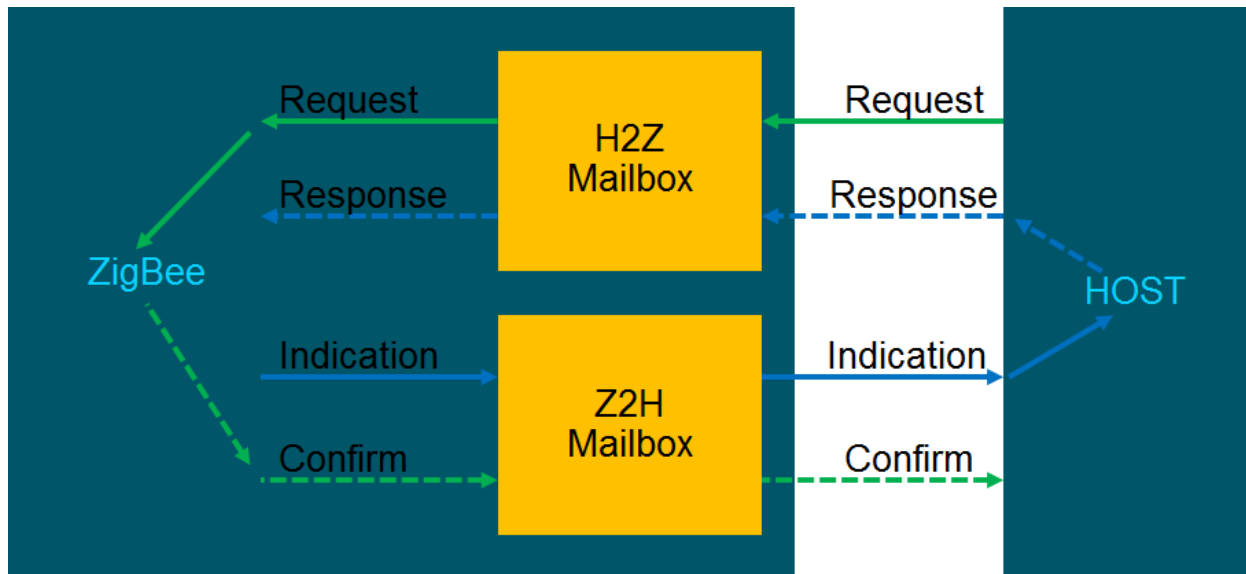 Request
Request
H2Z
Mailbox
Response
Response
ZigBee
HOST
Indication
Indication
Z2H
Mailbox
Confirm
Confirm